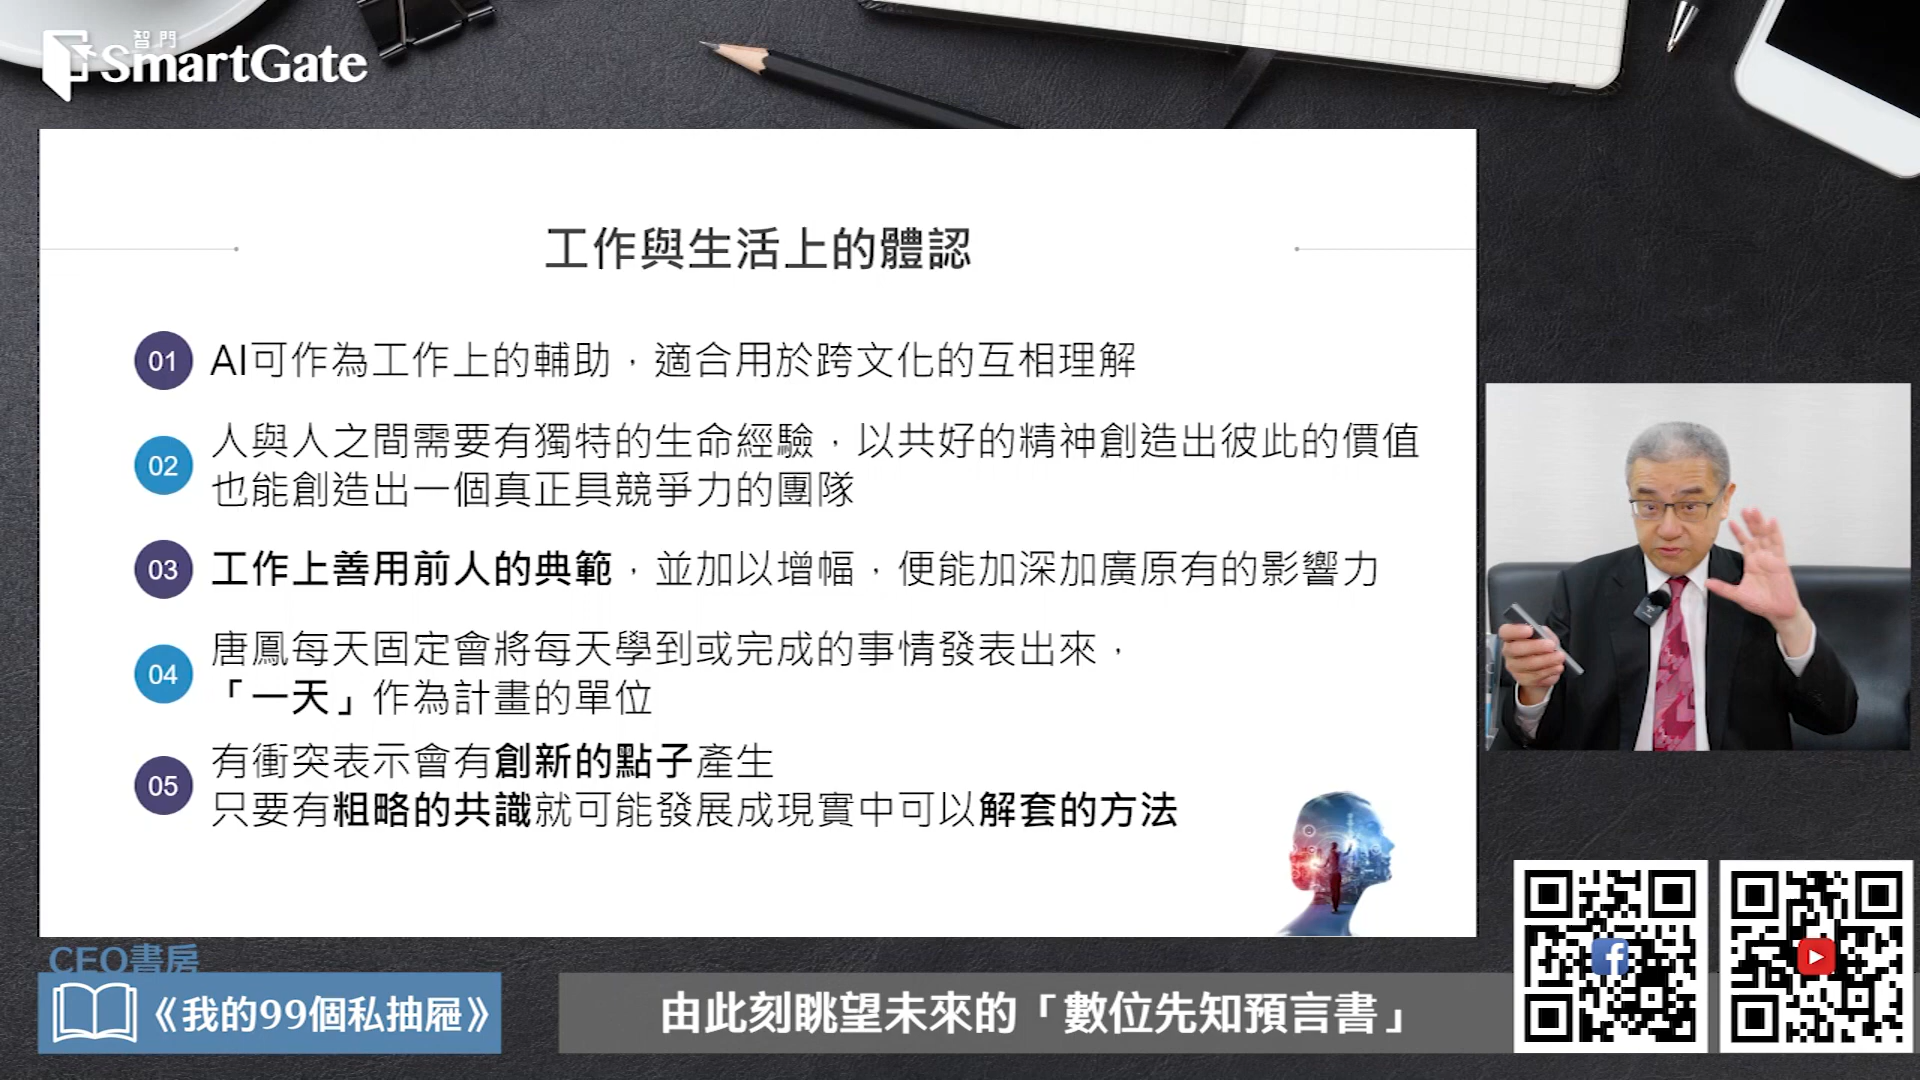 智門
SmartGate
工作與生活上的體認
01 AI可作為工作上的輔助，適合用於跨文化的互相理解
02 人與人之間需要有獨特的生命經驗，以共好的精神創造出彼此的價值
也能創造出一個真正具競爭力的團隊
03 工作上善用前人的典範，並加以增幅，便能加深加廣原有的影響力
04 唐鳳每天固定會將每天學到或完成的事情發表出來，
「一天」作為計畫的單位
05 有衝突表示會有創新的點子產生
只要有粗略的共識就可能發展成現實中可以解套的方法
CEO書房
《我的99個私抽屜》
由此刻眺望未來的「數位先知預言書」